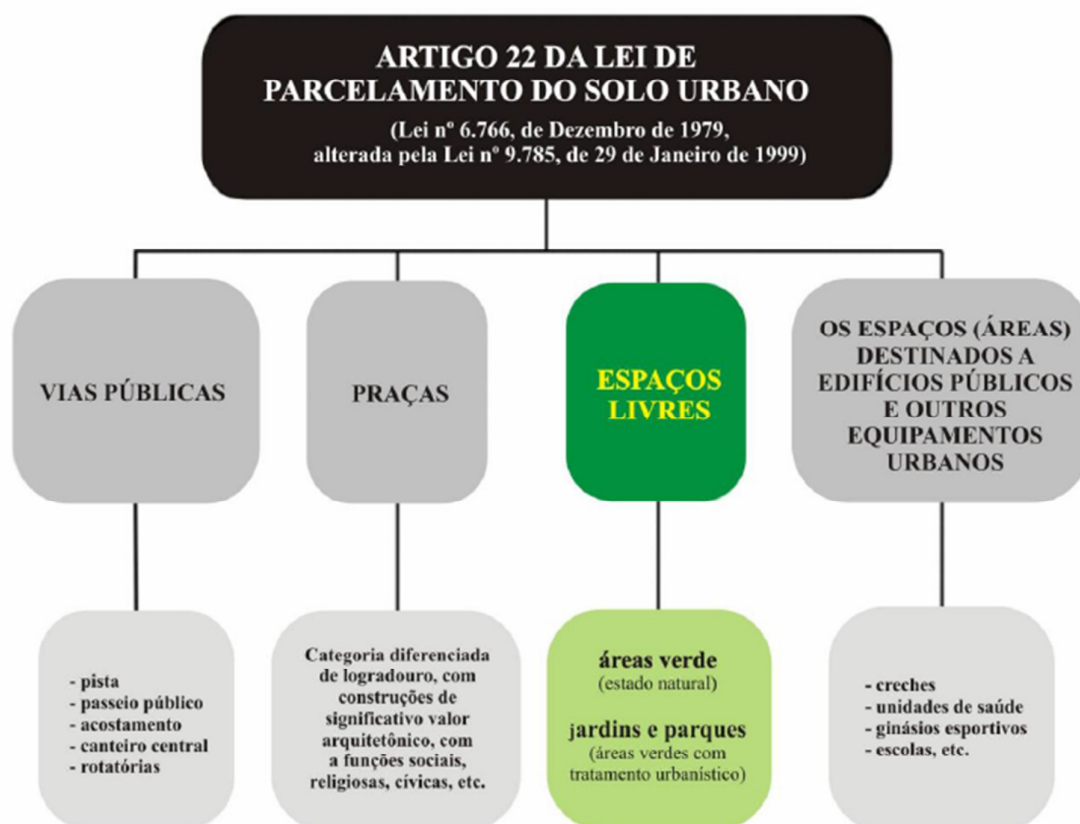 ARTIGO 22 DA LEI DE
PARCELAMENTO DO SOLO URBANO
(Lei nº 6.766, de Dezembro de 1979,
alterada pela Lei nº 9.785, de 29 de Janeiro de 1999)
VIAS PÚBLICAS
PRAÇAS
ESPAÇOS
LIVRES
OS ESPAÇOS (ÁREAS)
DESTINADOS A
EDIFÍCIOS PÚBLICOS
E OUTROS
EQUIPAMENTOS
URBANOS
- pista
- passeio público
- acostamento
- canteiro central
- rotatórias
Categoria diferenciada
de logradouro, com
construções de
significativo valor
arquitetônico, com
a funções sociais,
religiosas, cívicas, etc.
áreas verde
(estado natural)
jardins e parques
(áreas verdes com
tratamento urbanístico)
- creches
- unidades de saúde
- ginásios esportivos
- escolas, etc.